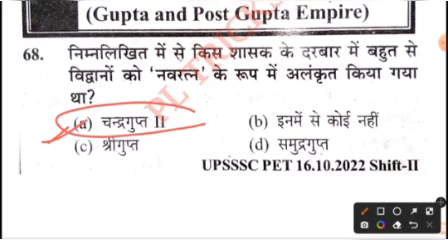 (Gupta and Post Gupta Empire)
68. निम्नलिखित में से किस शासक के दरबार में बहुत से
विद्वानों को 'नवरत्न' के रूप में अलंकृत किया गया
था?
(a) चन्द्रगुप्त II (b) इनमें से कोई नहीं
(c) श्रीगुप्त (d) समुद्रगुप्त
UPSSSC PET 16.10.2022 Shift-II